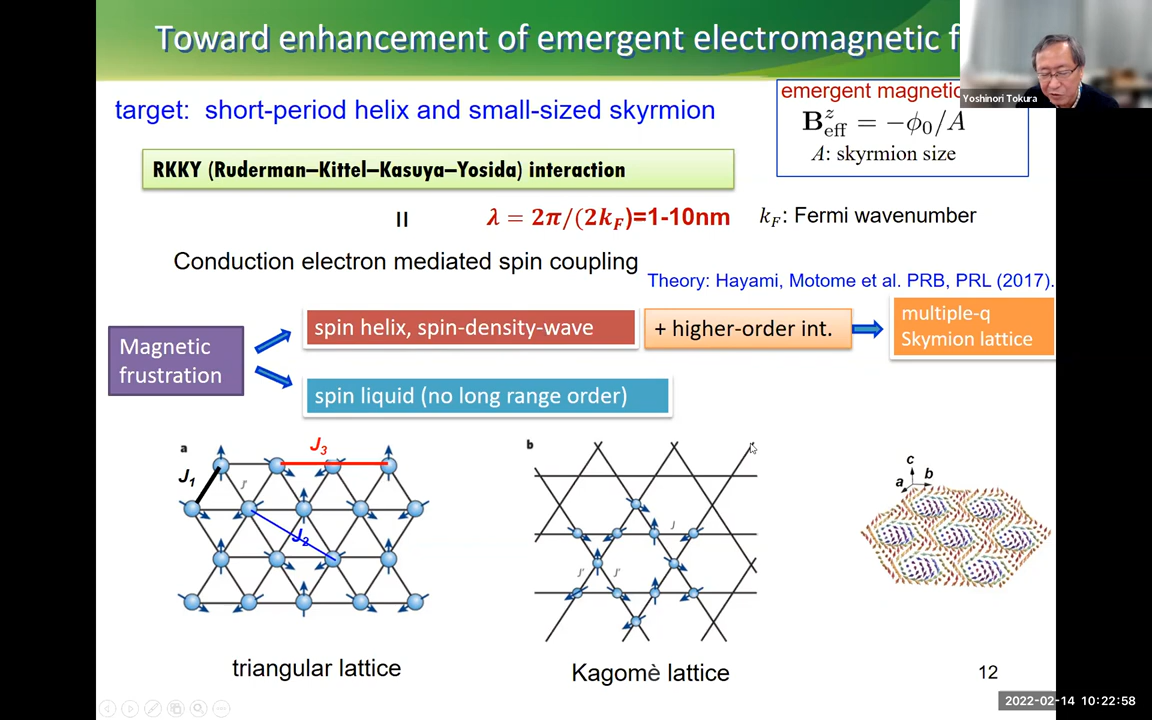 Toward enhancement of emergent electromagnetic f
Yoshinori Tokura
target: short-period helix and small-sized skyrmion
emergent magnetic
B^z_eff = −ϕ₀/A
A: skyrmion size
RKKY (Ruderman–Kittel–Kasuya–Yosida) interaction
λ = 2π/(2k_F)=1-10nm
k_F: Fermi wavenumber
Conduction electron mediated spin coupling
Theory: Hayami, Motome et al. PRB, PRL (2017).
Magnetic
frustration
spin helix, spin-density-wave
+ higher-order int.
multiple-q
Skymion lattice
spin liquid (no long range order)
a
J₁
J₃
J'
J₂
b
J
J'
J'
c
b
a
triangular lattice
Kagomè lattice
12
2022-02-14 10:22:58